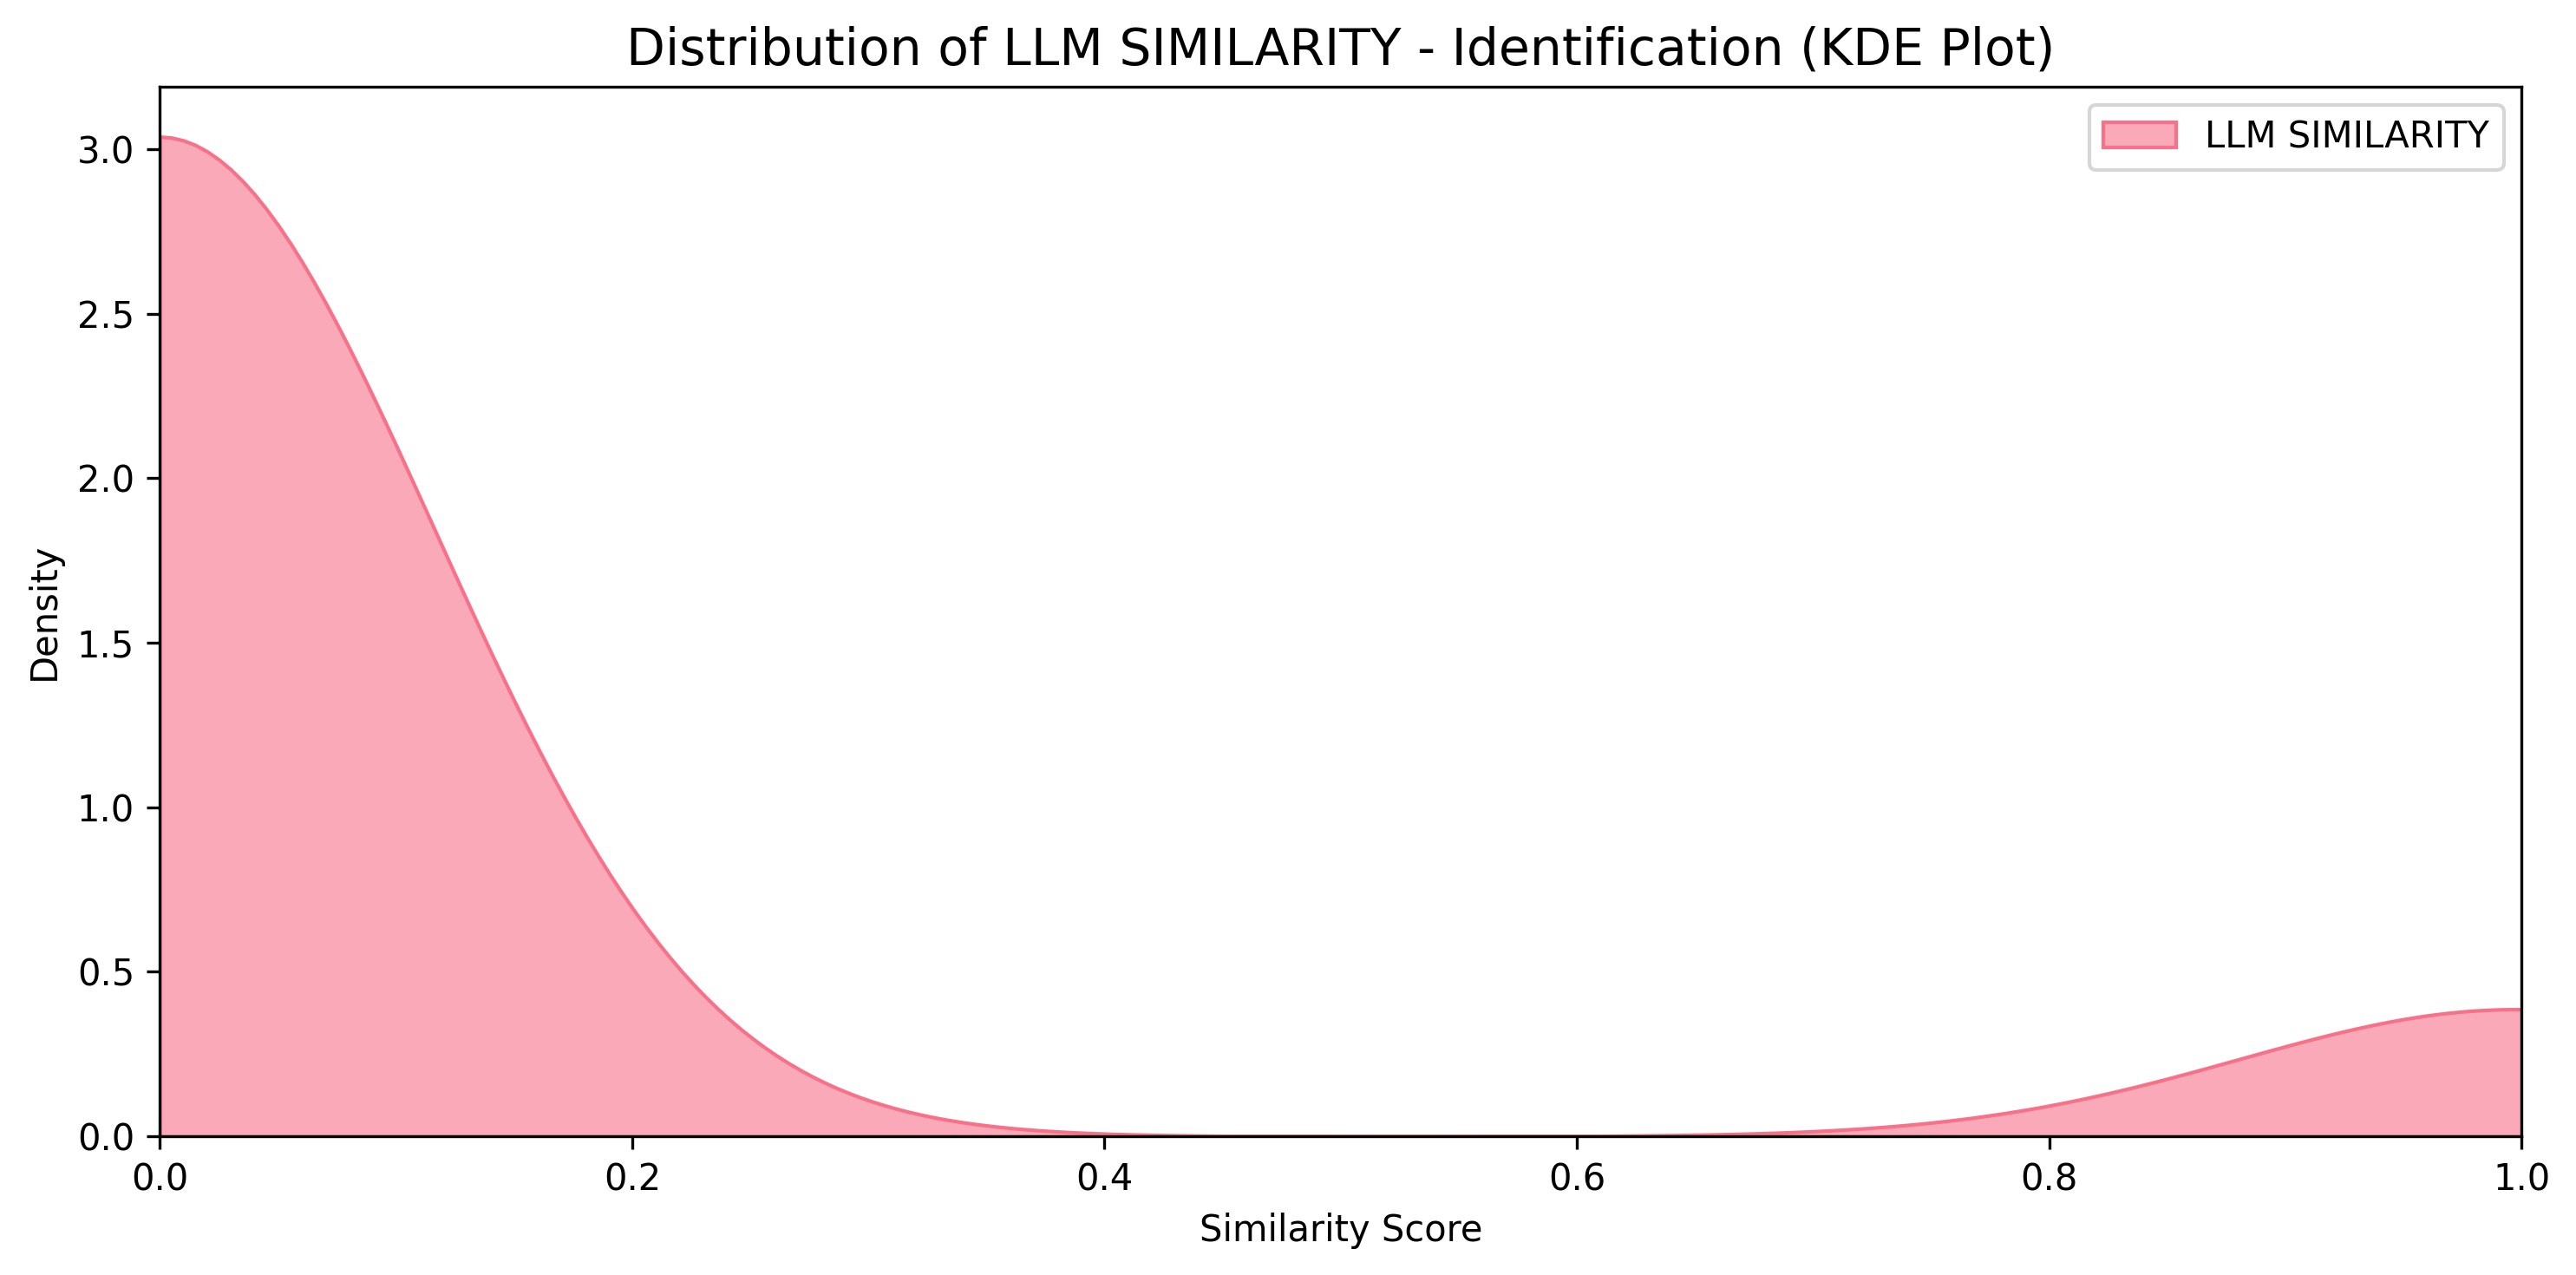 Distribution of LLM SIMILARITY - Identification (KDE Plot)
LLM SIMILARITY
Density
3.0
2.5
2.0
1.5
1.0
0.5
0.0
0.0 0.2 0.4 0.6 0.8 1.0
Similarity Score